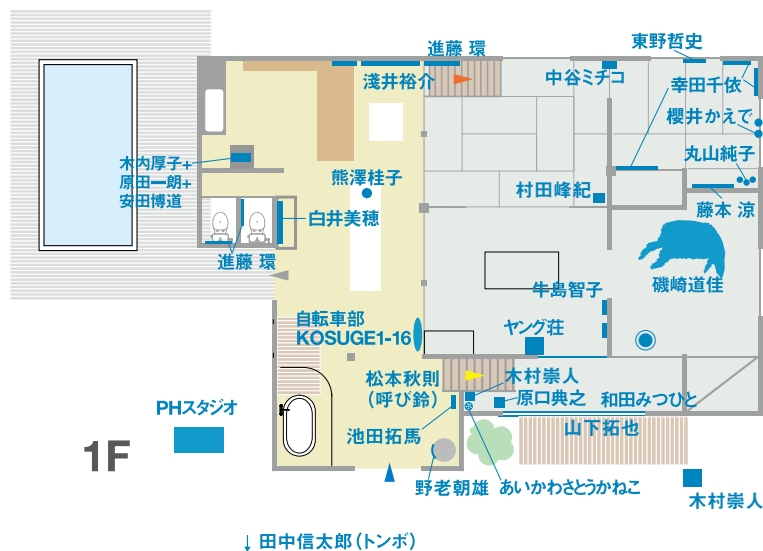 東野哲史
進藤 環
浅井裕介
中谷ミチコ
幸田千依
櫻井かえで
木内厚子+
原田一朗+
安田博道
熊澤桂子
丸山純子
村田峰紀
白井美穂
藤本 涼
進藤 環
磯崎道佳
牛島智子
自転車部
KOSUGE1-16
ヤング荘
松本秋則
(呼び鈴)
木村崇人
原口典之
和田みつひと
PHスタジオ
池田拓馬
山下拓也
1F
野老朝雄
あいかわさとうかねこ
木村崇人
↓ 田中信太郎(トンボ)